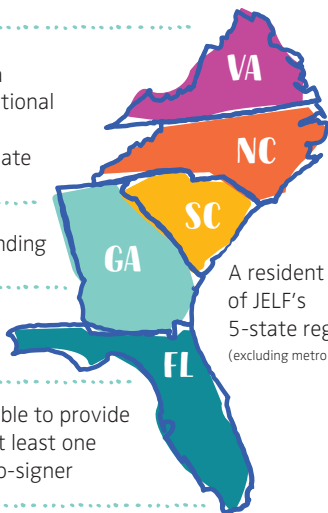 VA
tional
ate
NC
SC
nding
GA
A resident
of JELF's
5-state reg
(excluding metro
FL
ble to provide
t least one
o-signer